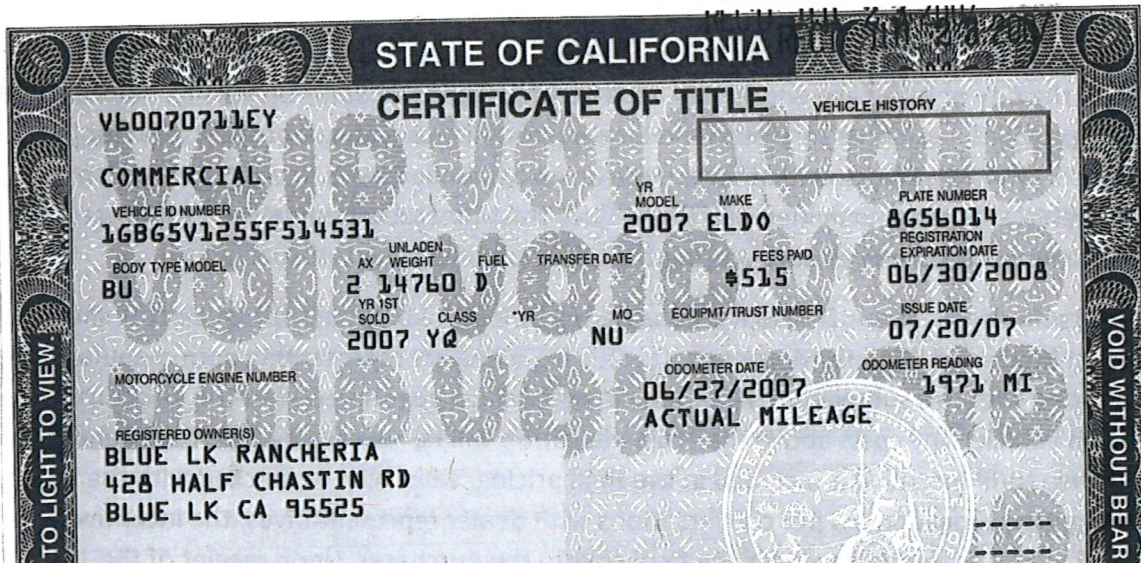 STATE OF CALIFORNIA
CERTIFICATE OF TITLE
VEHICLE HISTORY
V60070711EY
COMMERCIAL
VEHICLE ID NUMBER
1GBG5V1255F514531
YR MODEL
2007
MAKE
ELDO
PLATE NUMBER
8G56014
BODY TYPE MODEL
BU
AX
2
UNLADEN WEIGHT
14760
FUEL
D
TRANSFER DATE
FEES PAID
$515
REGISTRATION EXPIRATION DATE
06/30/2008
YR 1ST SOLD
2007
CLASS
YQ
*YR
MO
NU
EQUIPMT/TRUST NUMBER
ISSUE DATE
07/20/07
MOTORCYCLE ENGINE NUMBER
ODOMETER DATE
06/27/2007
ODOMETER READING
1971 MI
ACTUAL MILEAGE
REGISTERED OWNER(S)
BLUE LK RANCHERIA
428 HALF CHASTIN RD
BLUE LK CA 95525
TO LIGHT TO VIEW.
VOID WITHOUT BEAR
VOID VOID VOID